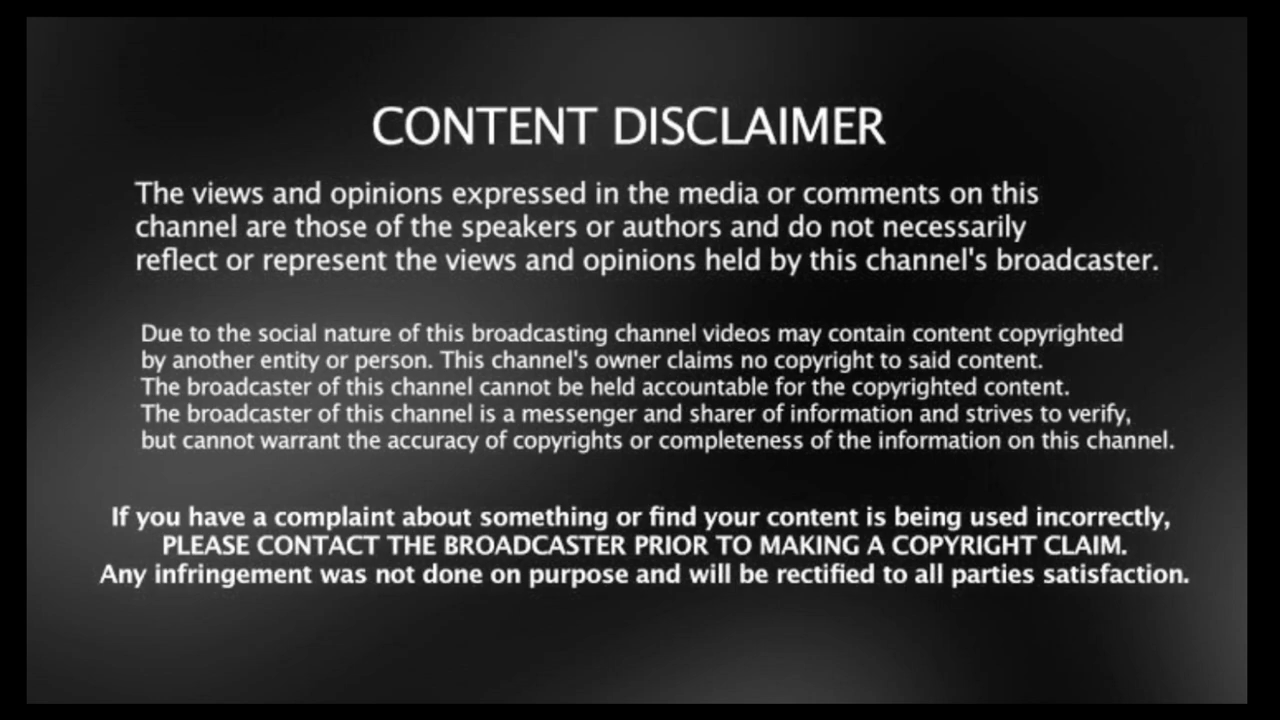 CONTENT DISCLAIMER
The views and opinions expressed in the media or comments on this
channel are those of the speakers or authors and do not necessarily
reflect or represent the views and opinions held by this channel's broadcaster.
Due to the social nature of this broadcasting channel videos may contain content copyrighted
by another entity or person. This channel's owner claims no copyright to said content.
The broadcaster of this channel cannot be held accountable for the copyrighted content.
The broadcaster of this channel is a messenger and sharer of information and strives to verify,
but cannot warrant the accuracy of copyrights or completeness of the information on this channel.
If you have a complaint about something or find your content is being used incorrectly,
PLEASE CONTACT THE BROADCASTER PRIOR TO MAKING A COPYRIGHT CLAIM.
Any infringement was not done on purpose and will be rectified to all parties satisfaction.